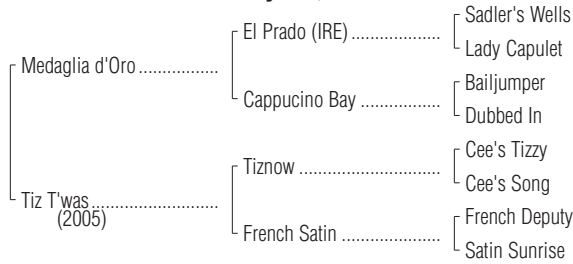 Sadler's Wells
El Prado (IRE) ....................
Lady Capulet
Medaglia d'Oro ................
Bailjumper
Cappucino Bay ..................
Dubbed In
Cee's Tizzy
Tiznow ................................
Cee's Song
Tiz T'was .........................
(2005)
French Deputy
French Satin ......................
Satin Sunrise